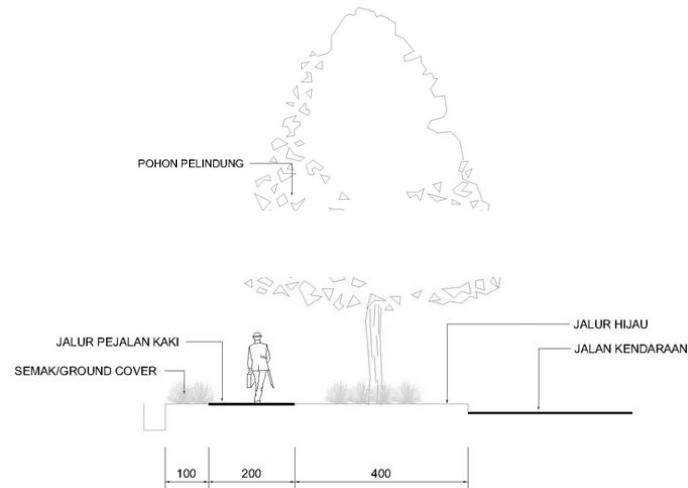 POHON PELINDUNG
JALUR HIJAU
JALUR PEJALAN KAKI
JALAN KENDARAAN
SEMAK/GROUND COVER
100 200 400